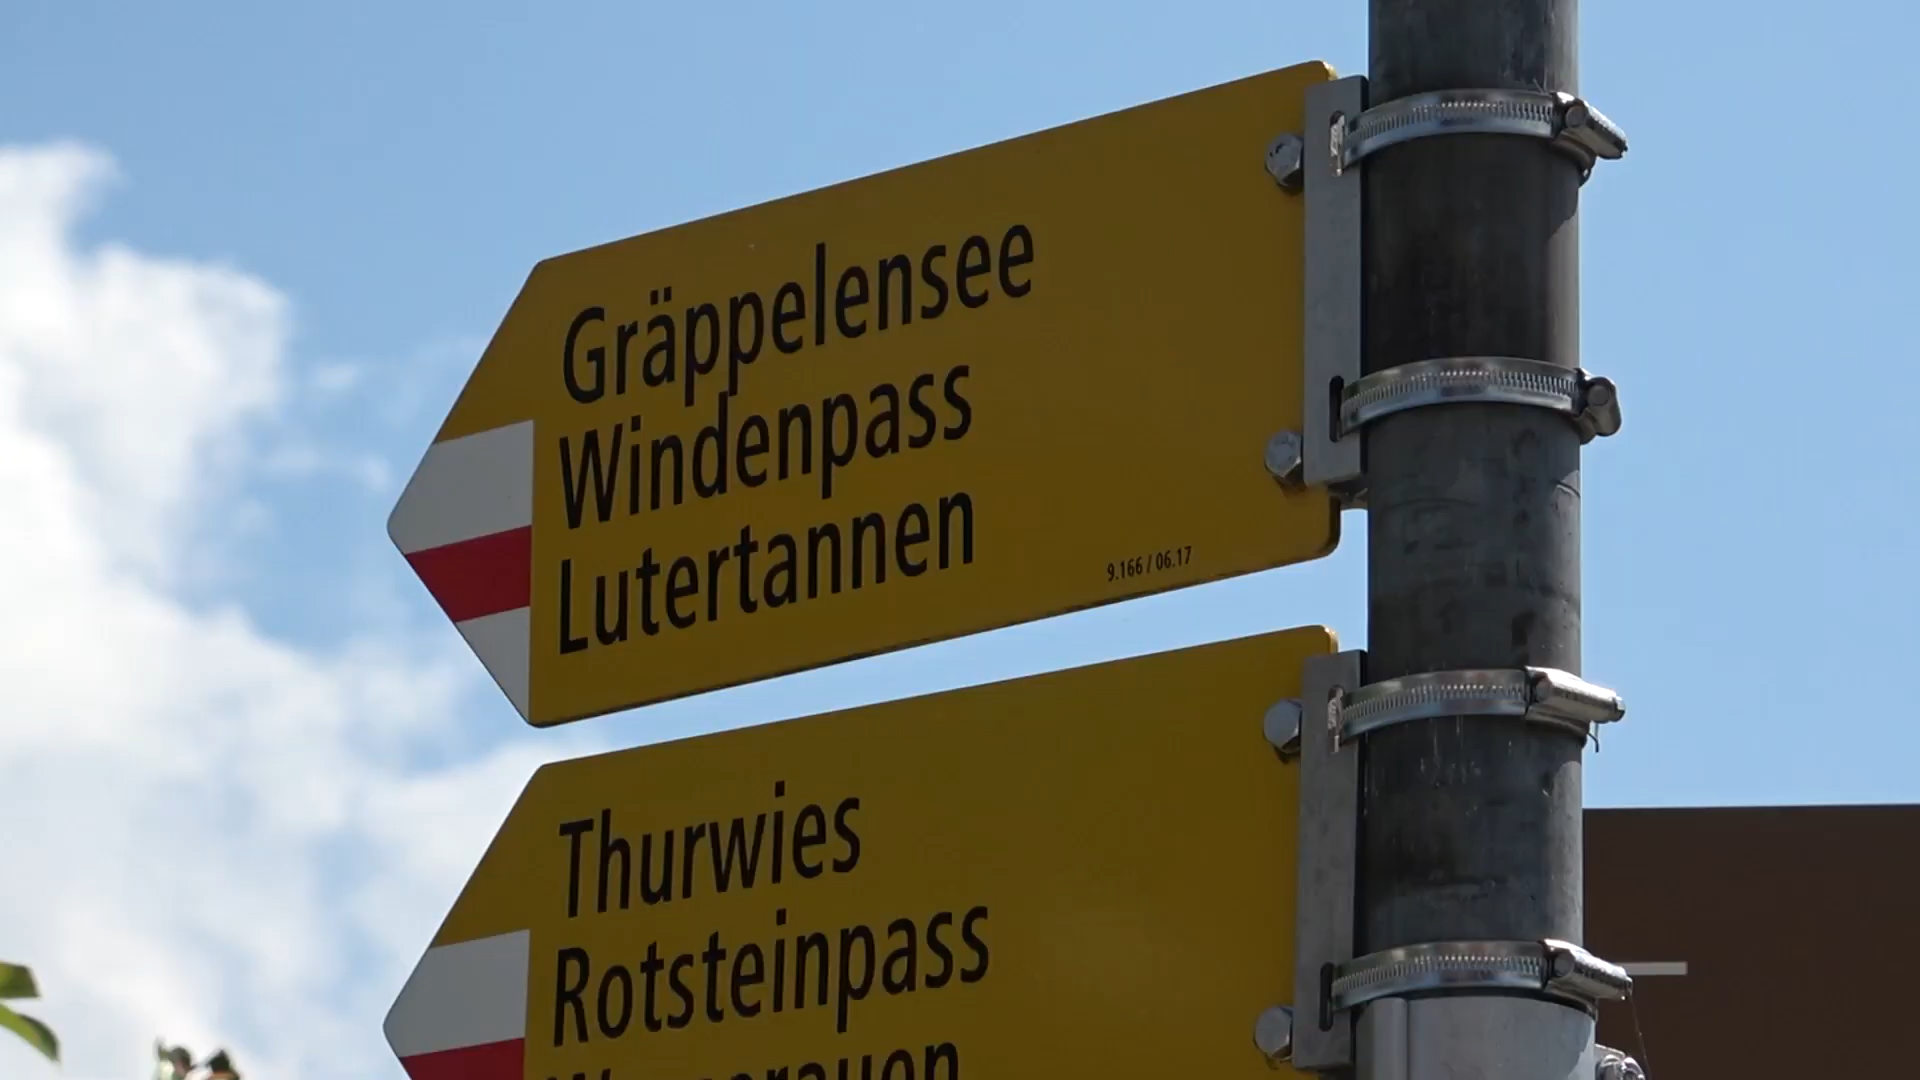 Gräppelensee
Windenpass
Lutertannen
9.166 / 06.17
Thurwies
Rotsteinpass